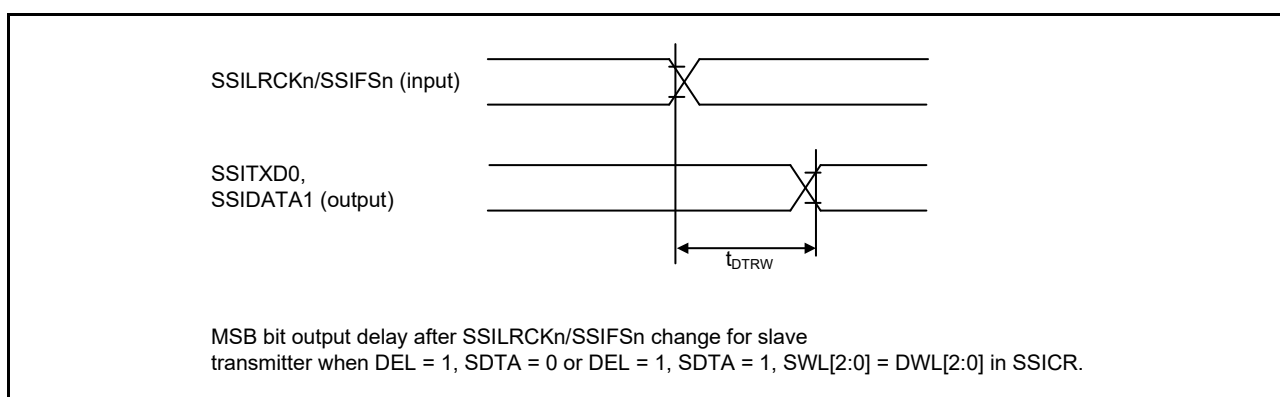 SSILRCKn/SSIFSn (input)
SSITXD0,
SSIDATA1 (output)
tDTRW
MSB bit output delay after SSILRCKn/SSIFSn change for slave
transmitter when DEL = 1, SDTA = 0 or DEL = 1, SDTA = 1, SWL[2:0] = DWL[2:0] in SSICR.